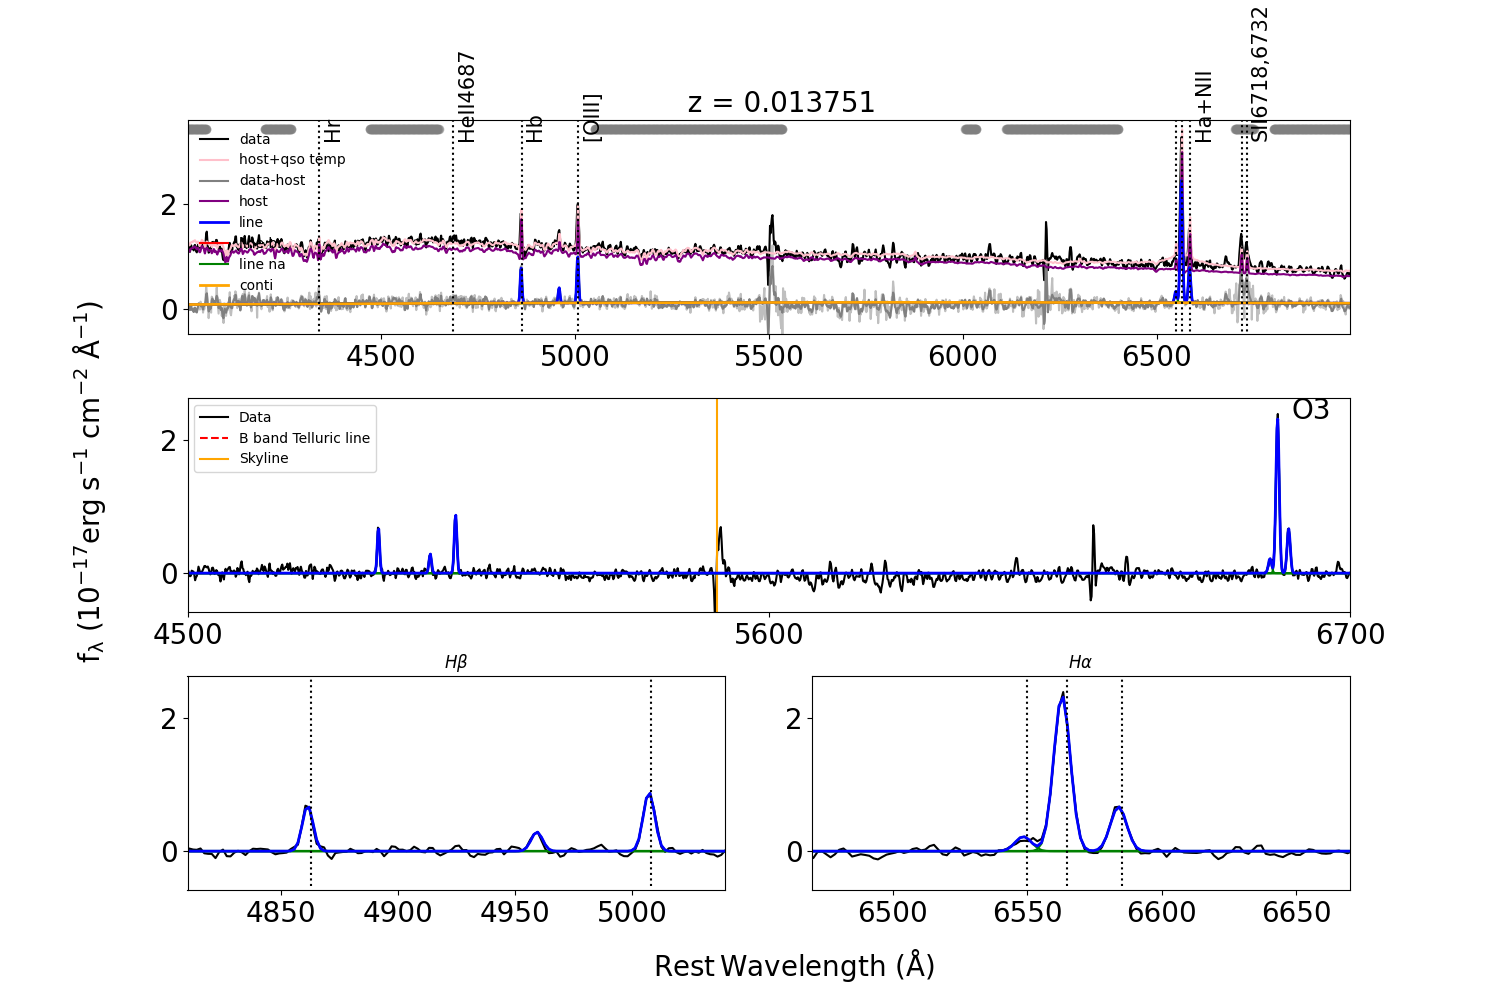 z = 0.013751
Hr
HeII4687
Hb
[OIII]
Ha+NII
SII6718,6732
data
host+qso temp
data-host
host
line
line na
conti
2
0
4500 5000 5500 6000 6500
fλ (10−17erg s−1 cm−2 Å−1)
Data
B band Telluric line
Skyline
O3
2
0
4500 5600 6700
Hβ
2
0
4850 4900 4950 5000
Hα
2
0
6500 6550 6600 6650
Rest Wavelength (Å)